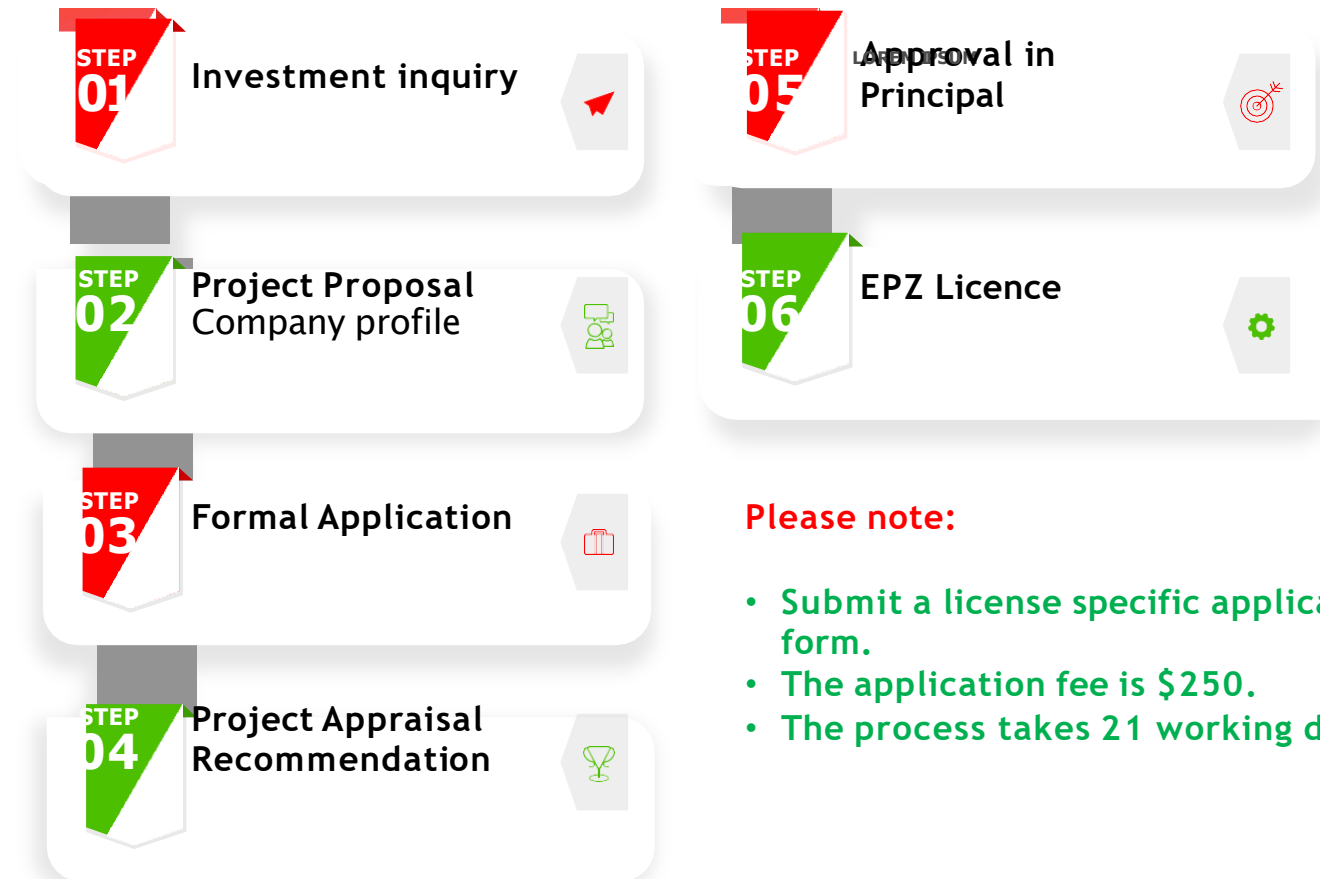 STEP
01
Investment inquiry
STEP
02
Project Proposal
Company profile
STEP
03
Formal Application
STEP
04
Project Appraisal
Recommendation
STEP
05
LOREM IPSUM
Approval in
Principal
STEP
06
EPZ Licence
Please note:
• Submit a license specific applica
form.
• The application fee is $250.
• The process takes 21 working d